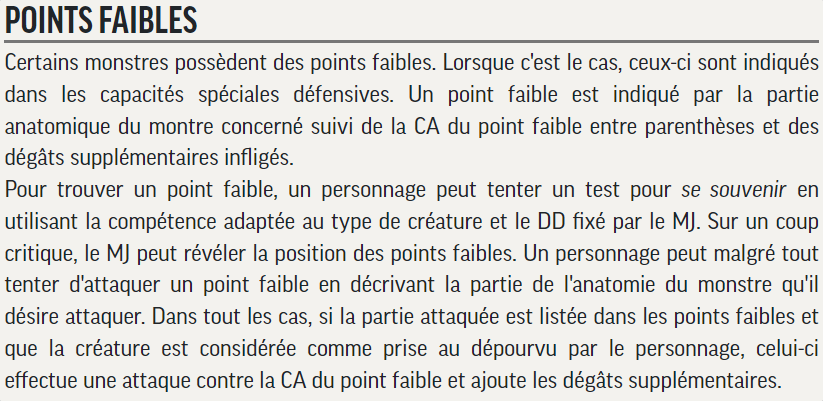 POINTS FAIBLES
Certains monstres possèdent des points faibles. Lorsque c'est le cas, ceux-ci sont indiqués
dans les capacités spéciales défensives. Un point faible est indiqué par la partie
anatomique du montre concerné suivi de la CA du point faible entre parenthèses et des
dégâts supplémentaires infligés.
Pour trouver un point faible, un personnage peut tenter un test pour se souvenir en
utilisant la compétence adaptée au type de créature et le DD fixé par le MJ. Sur un coup
critique, le MJ peut révéler la position des points faibles. Un personnage peut malgré tout
tenter d'attaquer un point faible en décrivant la partie de l'anatomie du monstre qu'il
désire attaquer. Dans tout les cas, si la partie attaquée est listée dans les points faibles et
que la créature est considérée comme prise au dépourvu par le personnage, celui-ci
effectue une attaque contre la CA du point faible et ajoute les dégâts supplémentaires.